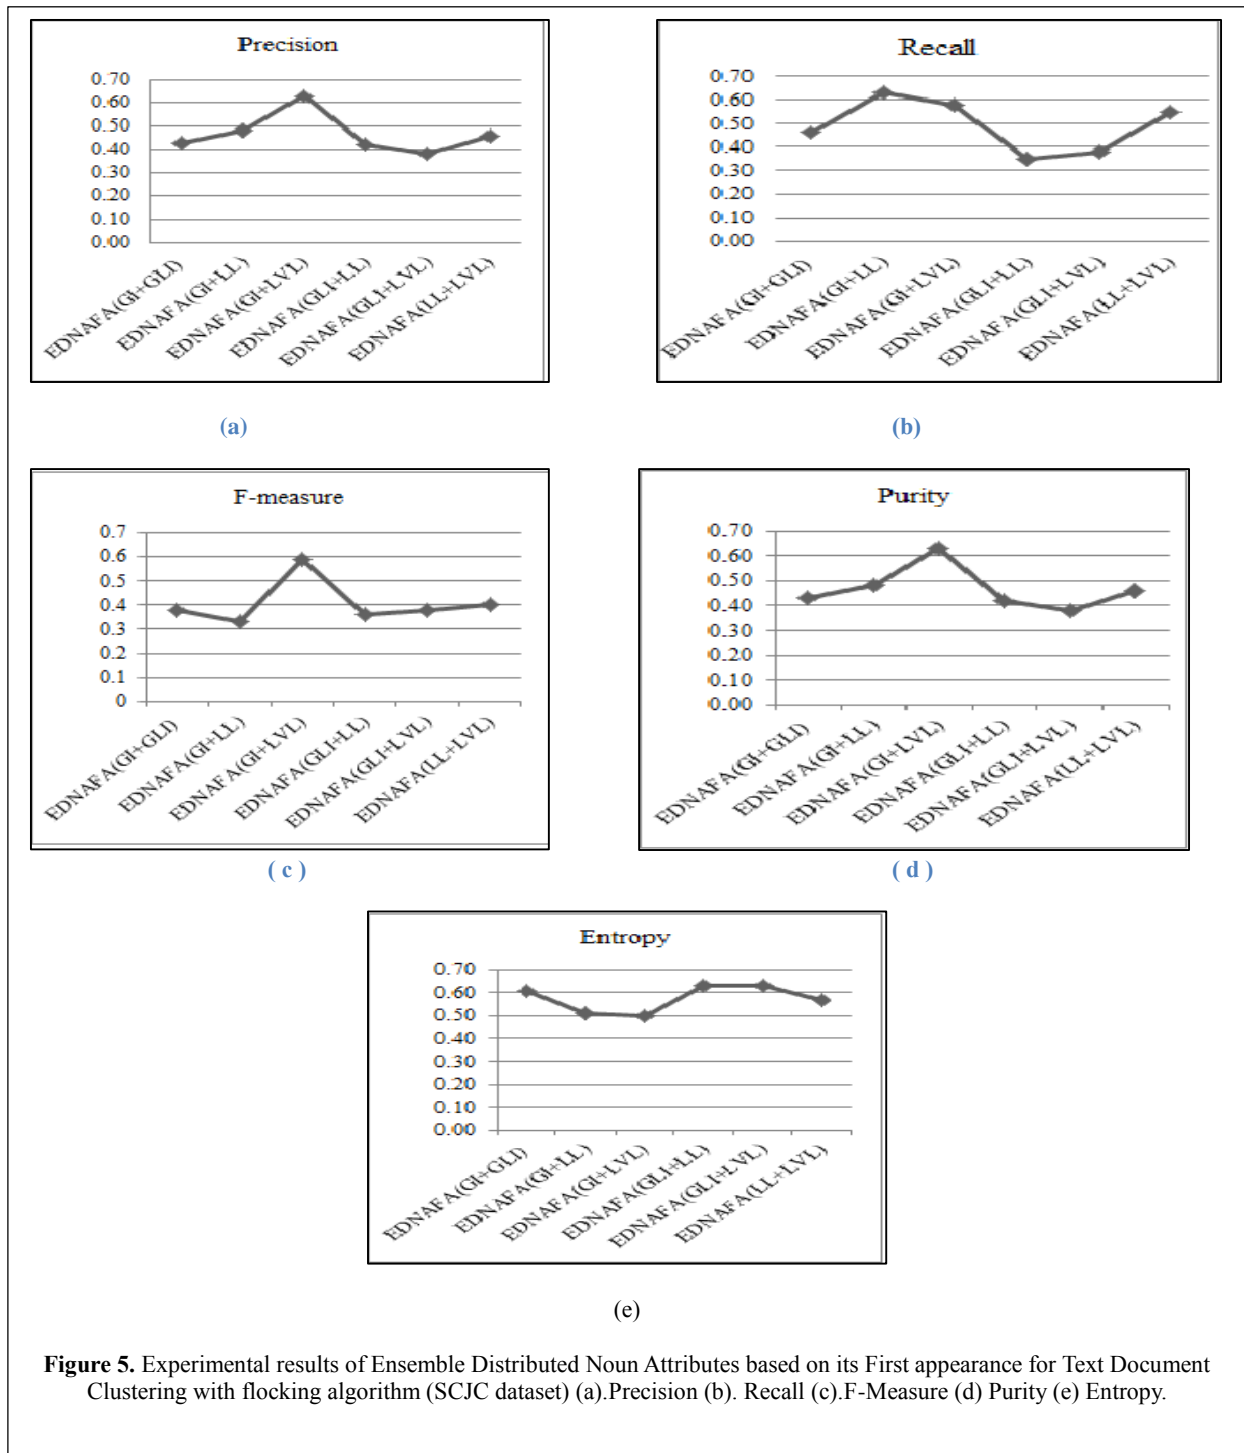 Precision
0.70
0.60
0.50
0.40
0.30
0.20
0.10
0.00
EDNAFA(GI+GLI)
EDNAFA(GI+LL)
EDNAFA(GI+LVL)
EDNAFA(GLI+LL)
EDNAFA(GLI+LVL)
EDNAFA(LL+LVL)
(a)
Recall
0.70
0.60
0.50
0.40
0.30
0.20
0.10
0.00
EDNAFA(GI+GLI)
EDNAFA(GI+LL)
EDNAFA(GI+LVL)
EDNAFA(GLI+LL)
EDNAFA(GLI+LVL)
EDNAFA(LL+LVL)
(b)
F-measure
0.7
0.6
0.5
0.4
0.3
0.2
0.1
0
EDNAFA(GI+GLI)
EDNAFA(GI+LL)
EDNAFA(GI+LVL)
EDNAFA(GLI+LL)
EDNAFA(GLI+LVL)
EDNAFA(LL+LVL)
( c )
Purity
0.70
0.60
0.50
0.40
0.30
0.20
0.10
0.00
EDNAFA(GI+GLI)
EDNAFA(GI+LL)
EDNAFA(GI+LVL)
EDNAFA(GLI+LL)
EDNAFA(GLI+LVL)
EDNAFA(LL+LVL)
( d )
Entropy
0.70
0.60
0.50
0.40
0.30
0.20
0.10
0.00
EDNAFA(GI+GLI)
EDNAFA(GI+LL)
EDNAFA(GI+LVL)
EDNAFA(GLI+LL)
EDNAFA(GLI+LVL)
EDNAFA(LL+LVL)
(e)
Figure 5. Experimental results of Ensemble Distributed Noun Attributes based on its First appearance for Text Document
Clustering with flocking algorithm (SCJC dataset) (a).Precision (b). Recall (c).F-Measure (d) Purity (e) Entropy.